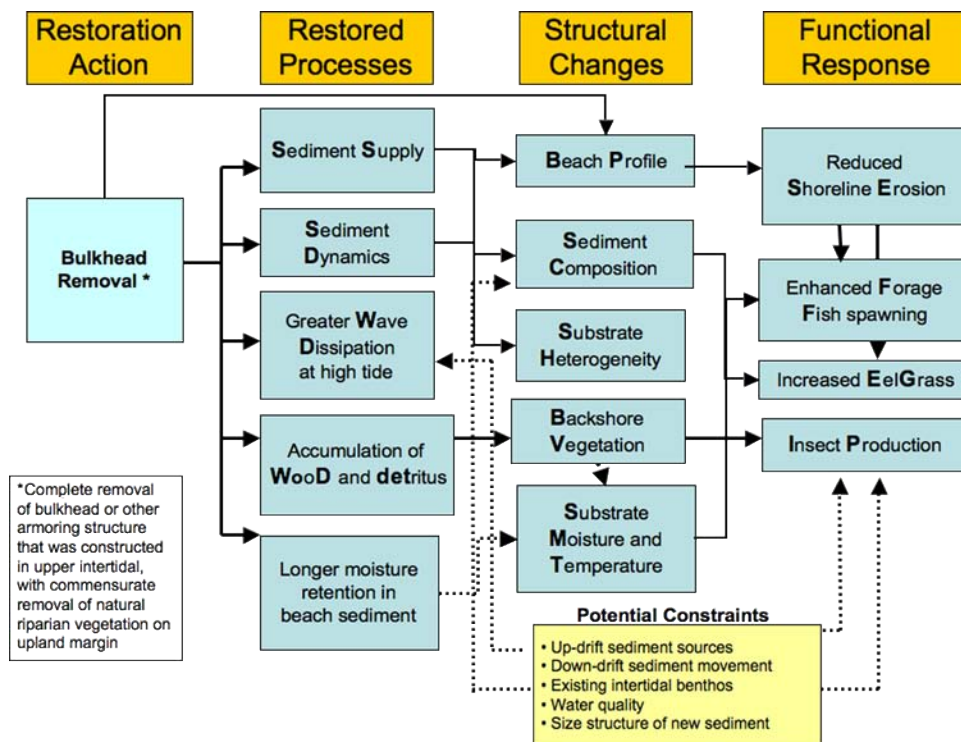 Restoration
Action
Restored
Processes
Structural
Changes
Functional
Response
Bulkhead
Removal *
*Complete removal
of bulkhead or other
armoring structure
that was constructed
in upper intertidal,
with commensurate
removal of natural
riparian vegetation on
upland margin
Sediment Supply
Sediment
Dynamics
Greater Wave
Dissipation
at high tide
Accumulation of
WooD and detritus
Longer moisture
retention in
beach sediment
Beach Profile
Sediment
Composition
Substrate
Heterogeneity
Backshore
Vegetation
Substrate
Moisture and
Temperature
Reduced
Shoreline Erosion
Enhanced Forage
Fish spawning
Increased EelGrass
Insect Production
Potential Constraints
• Up-drift sediment sources
• Down-drift sediment movement
• Existing intertidal benthos
• Water quality
• Size structure of new sediment